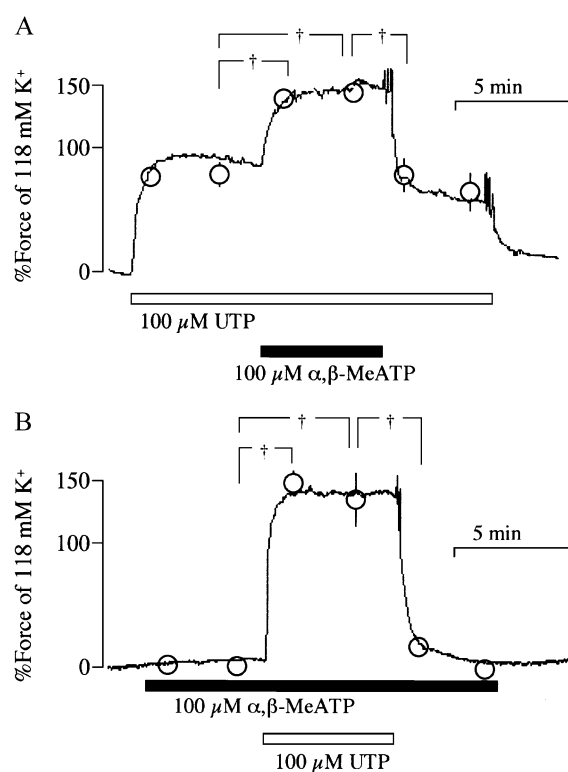 A
† †
†
%Force of 118 mM K⁺
150
100
0
5 min
100 µM UTP
100 µM α,β-MeATP
B
† †
†
%Force of 118 mM K⁺
150
100
0
5 min
100 µM α,β-MeATP
100 µM UTP